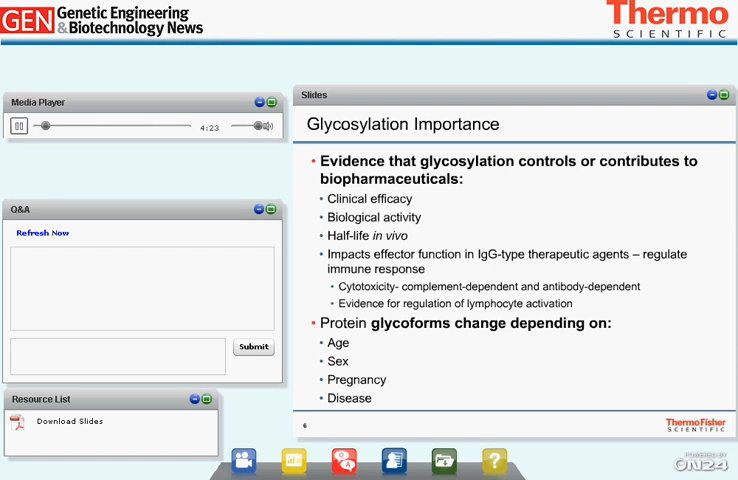 GEN Genetic Engineering
& Biotechnology News
Thermo
SCIENTIFIC
Media Player
4:23
Q&A
Refresh Now
Submit
Resource List
Download Slides
Slides
Glycosylation Importance
• Evidence that glycosylation controls or contributes to
biopharmaceuticals:
• Clinical efficacy
• Biological activity
• Half-life in vivo
• Impacts effector function in IgG-type therapeutic agents – regulate
immune response
• Cytotoxicity- complement-dependent and antibody-dependent
• Evidence for regulation of lymphocyte activation
• Protein glycoforms change depending on:
• Age
• Sex
• Pregnancy
• Disease
6
ThermoFisher
SCIENTIFIC
Q
A
?
POWERED BY
ON24